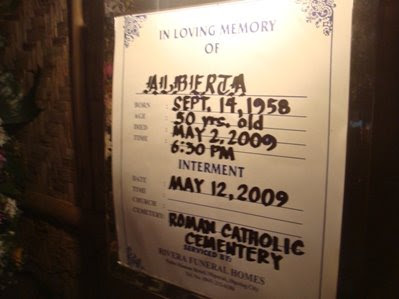 IN LOVING MEMORY
OF
ALBERTA
BORN : SEPT. 14, 1958
AGE : 50 yrs. old
DIED : MAY 2, 2009
TIME : 6:30 PM
INTERMENT
DATE : MAY 12, 2009
TIME :
CHURCH :
CEMETERY: ROMAN CATHOLIC
CEMENTERY
SERVICED BY:
RIVERA FUNERAL HOMES